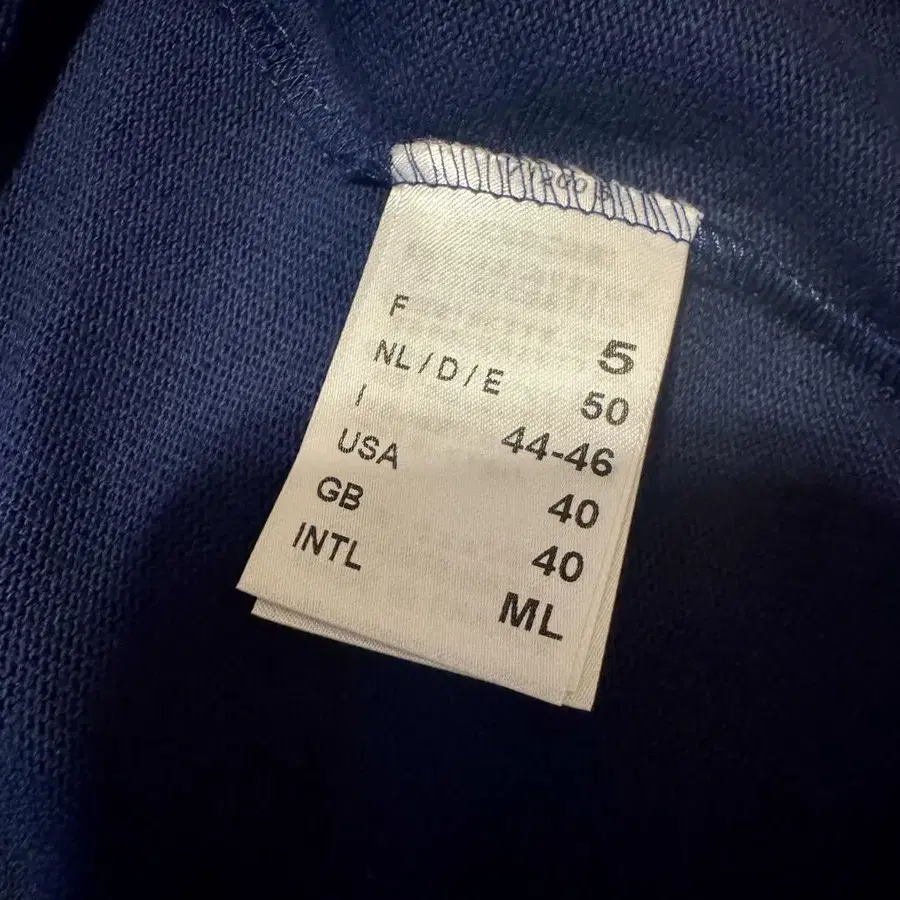 F 5
NL / D / E 50
I 44-46
USA 40
GB 40
INTL ML